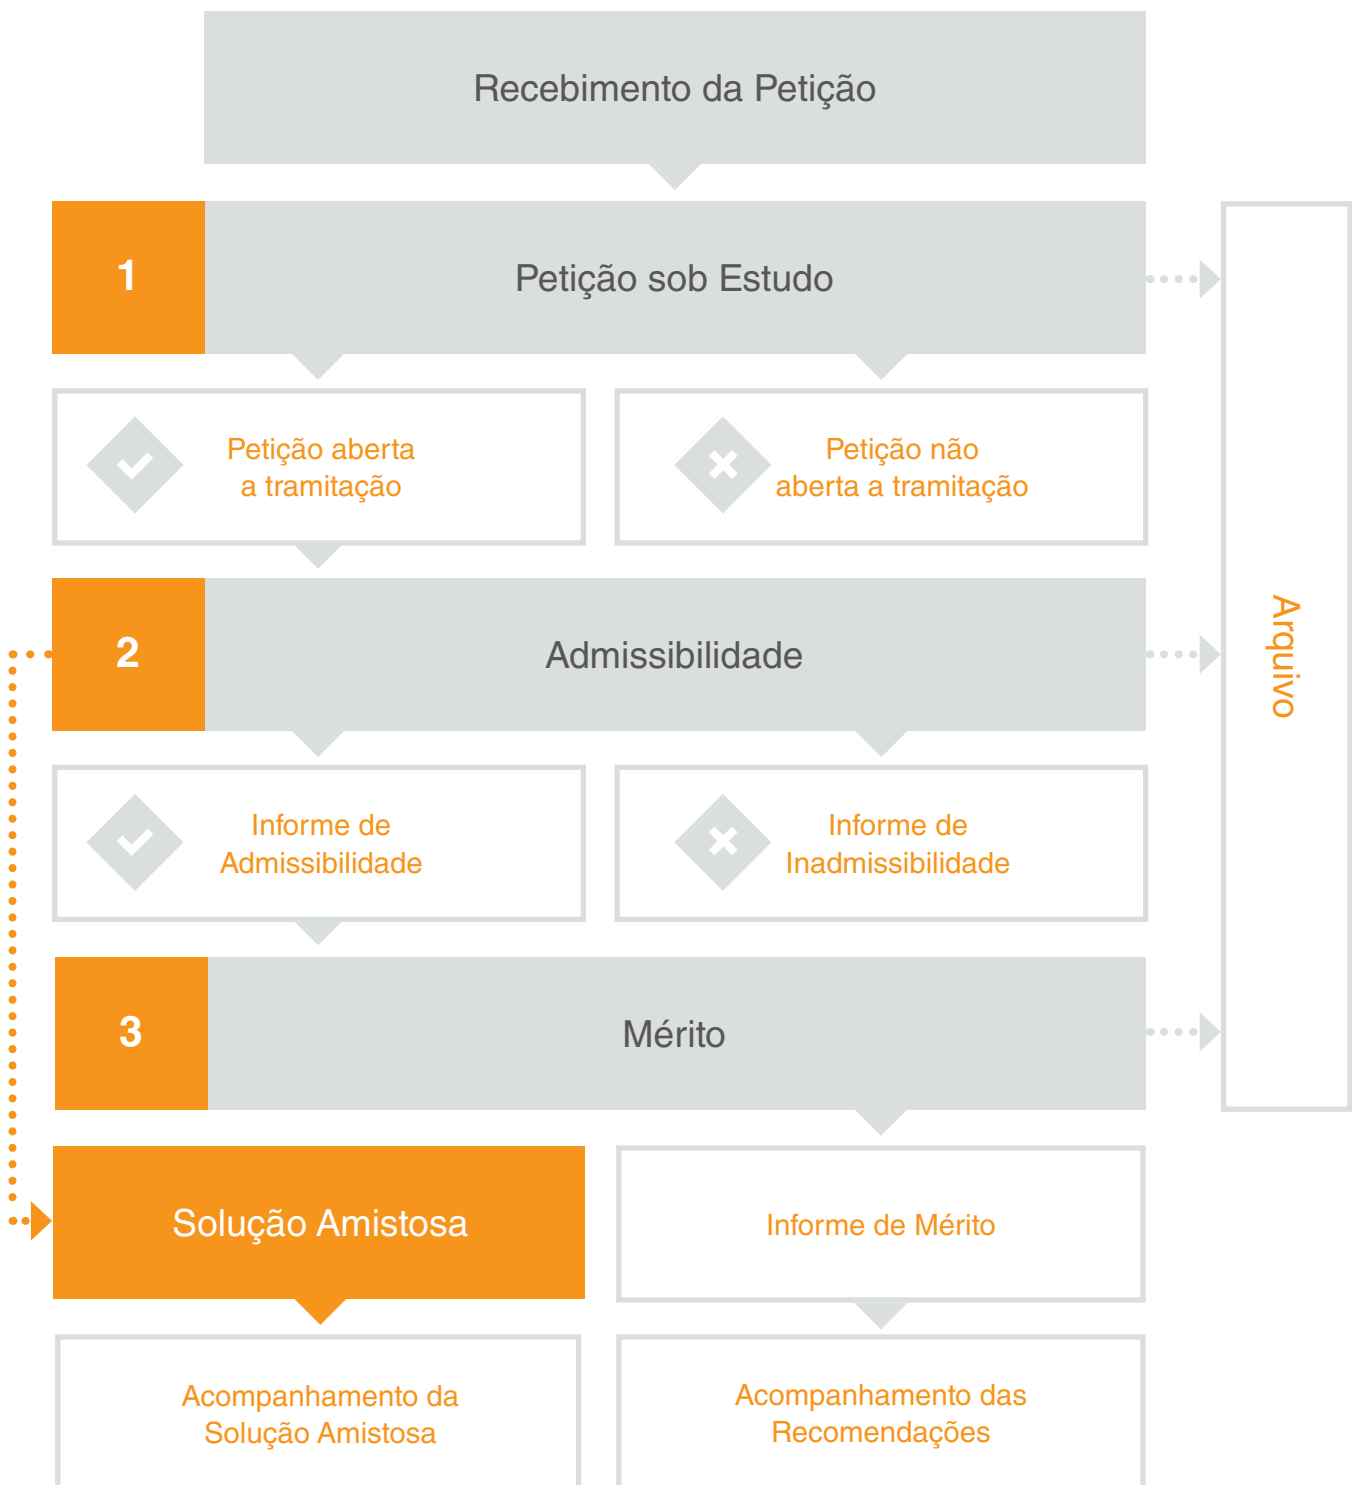 Recebimento da Petição
1
Petição sob Estudo
Petição aberta
a tramitação
Petição não
aberta a tramitação
2
Admissibilidade
Arquivo
Informe de
Admissibilidade
Informe de
Inadmissibilidade
3
Mérito
Solução Amistosa
Informe de Mérito
Acompanhamento da
Solução Amistosa
Acompanhamento das
Recomendações